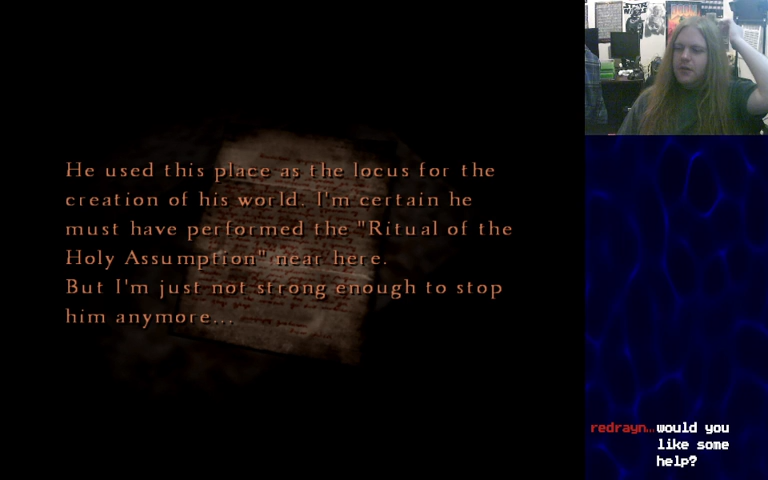 He used this place as the locus for the
creation of his world. I'm certain he
must have performed the "Ritual of the
Holy Assumption" near here.
But I'm just not strong enough to stop
him anymore...
redrayn... would you
like some
help?